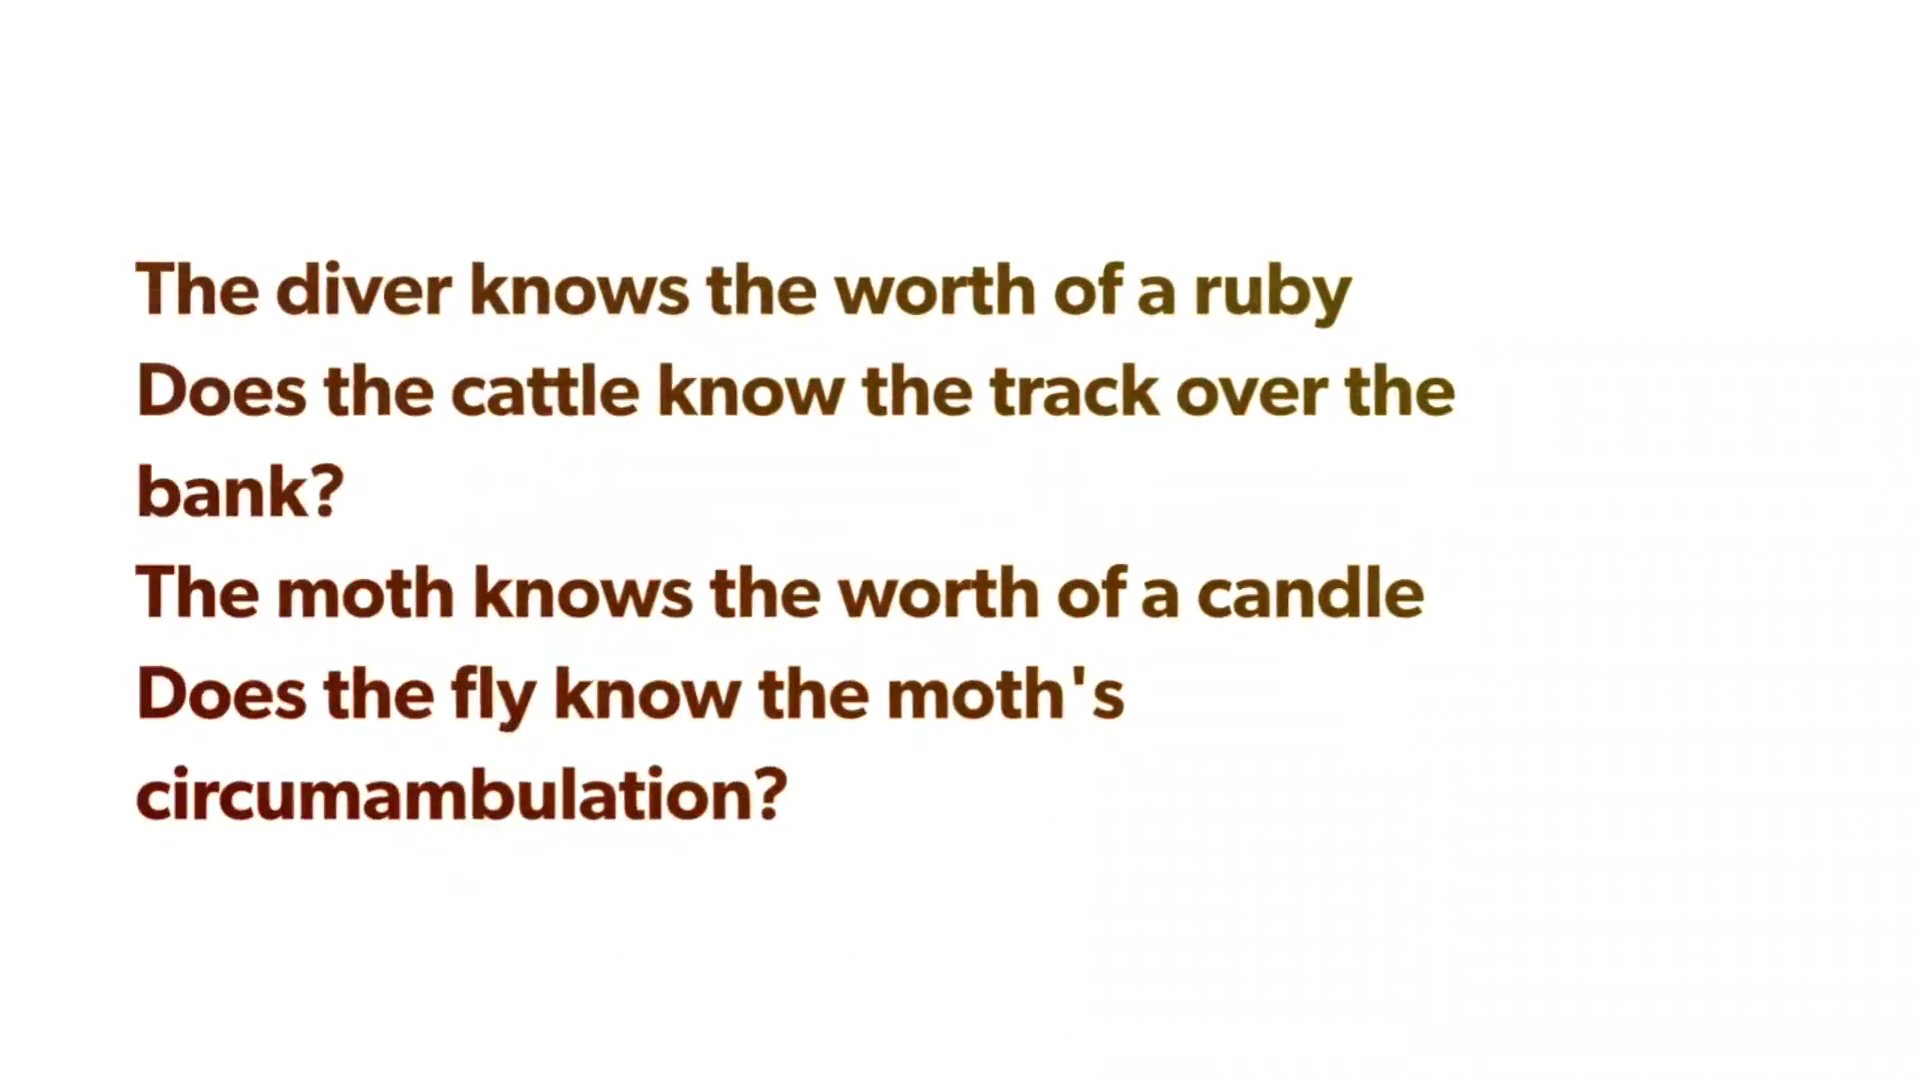 The diver knows the worth of a ruby
Does the cattle know the track over the
bank?
The moth knows the worth of a candle
Does the fly know the moth's
circumambulation?